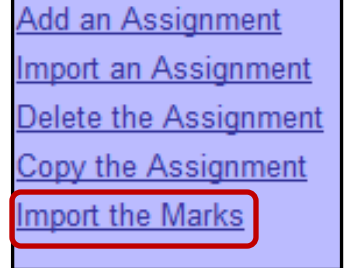 Add an Assignment
Import an Assignment
Delete the Assignment
Copy the Assignment
Import the Marks